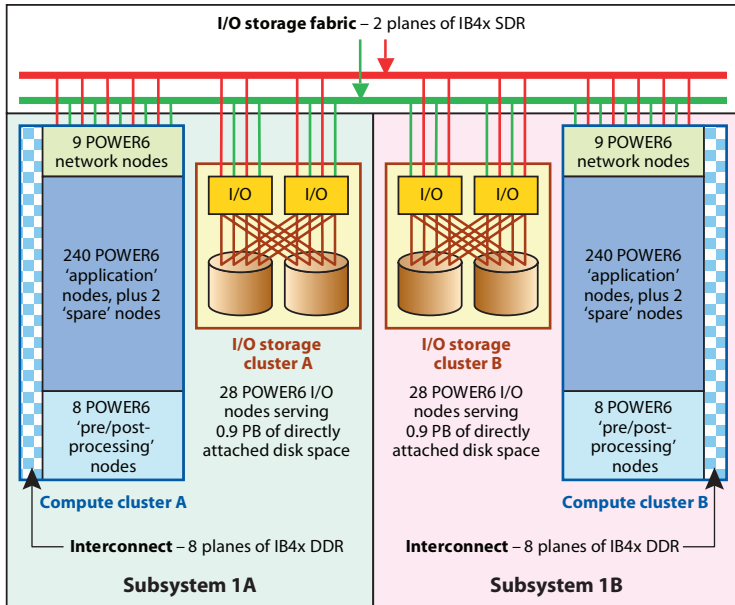 I/O storage fabric – 2 planes of IB4x SDR
9 POWER6
network nodes
240 POWER6
‘application’
nodes, plus 2
‘spare’ nodes
8 POWER6
‘pre/post-
processing’
nodes
Compute cluster A
I/O
I/O
I/O storage
cluster A
28 POWER6 I/O
nodes serving
0.9 PB of directly
attached disk space
Interconnect – 8 planes of IB4x DDR
Subsystem 1A
I/O
I/O
I/O storage
cluster B
28 POWER6 I/O
nodes serving
0.9 PB of directly
attached disk space
9 POWER6
network nodes
240 POWER6
‘application’
nodes, plus 2
‘spare’ nodes
8 POWER6
‘pre/post-
processing’
nodes
Compute cluster B
Interconnect – 8 planes of IB4x DDR
Subsystem 1B